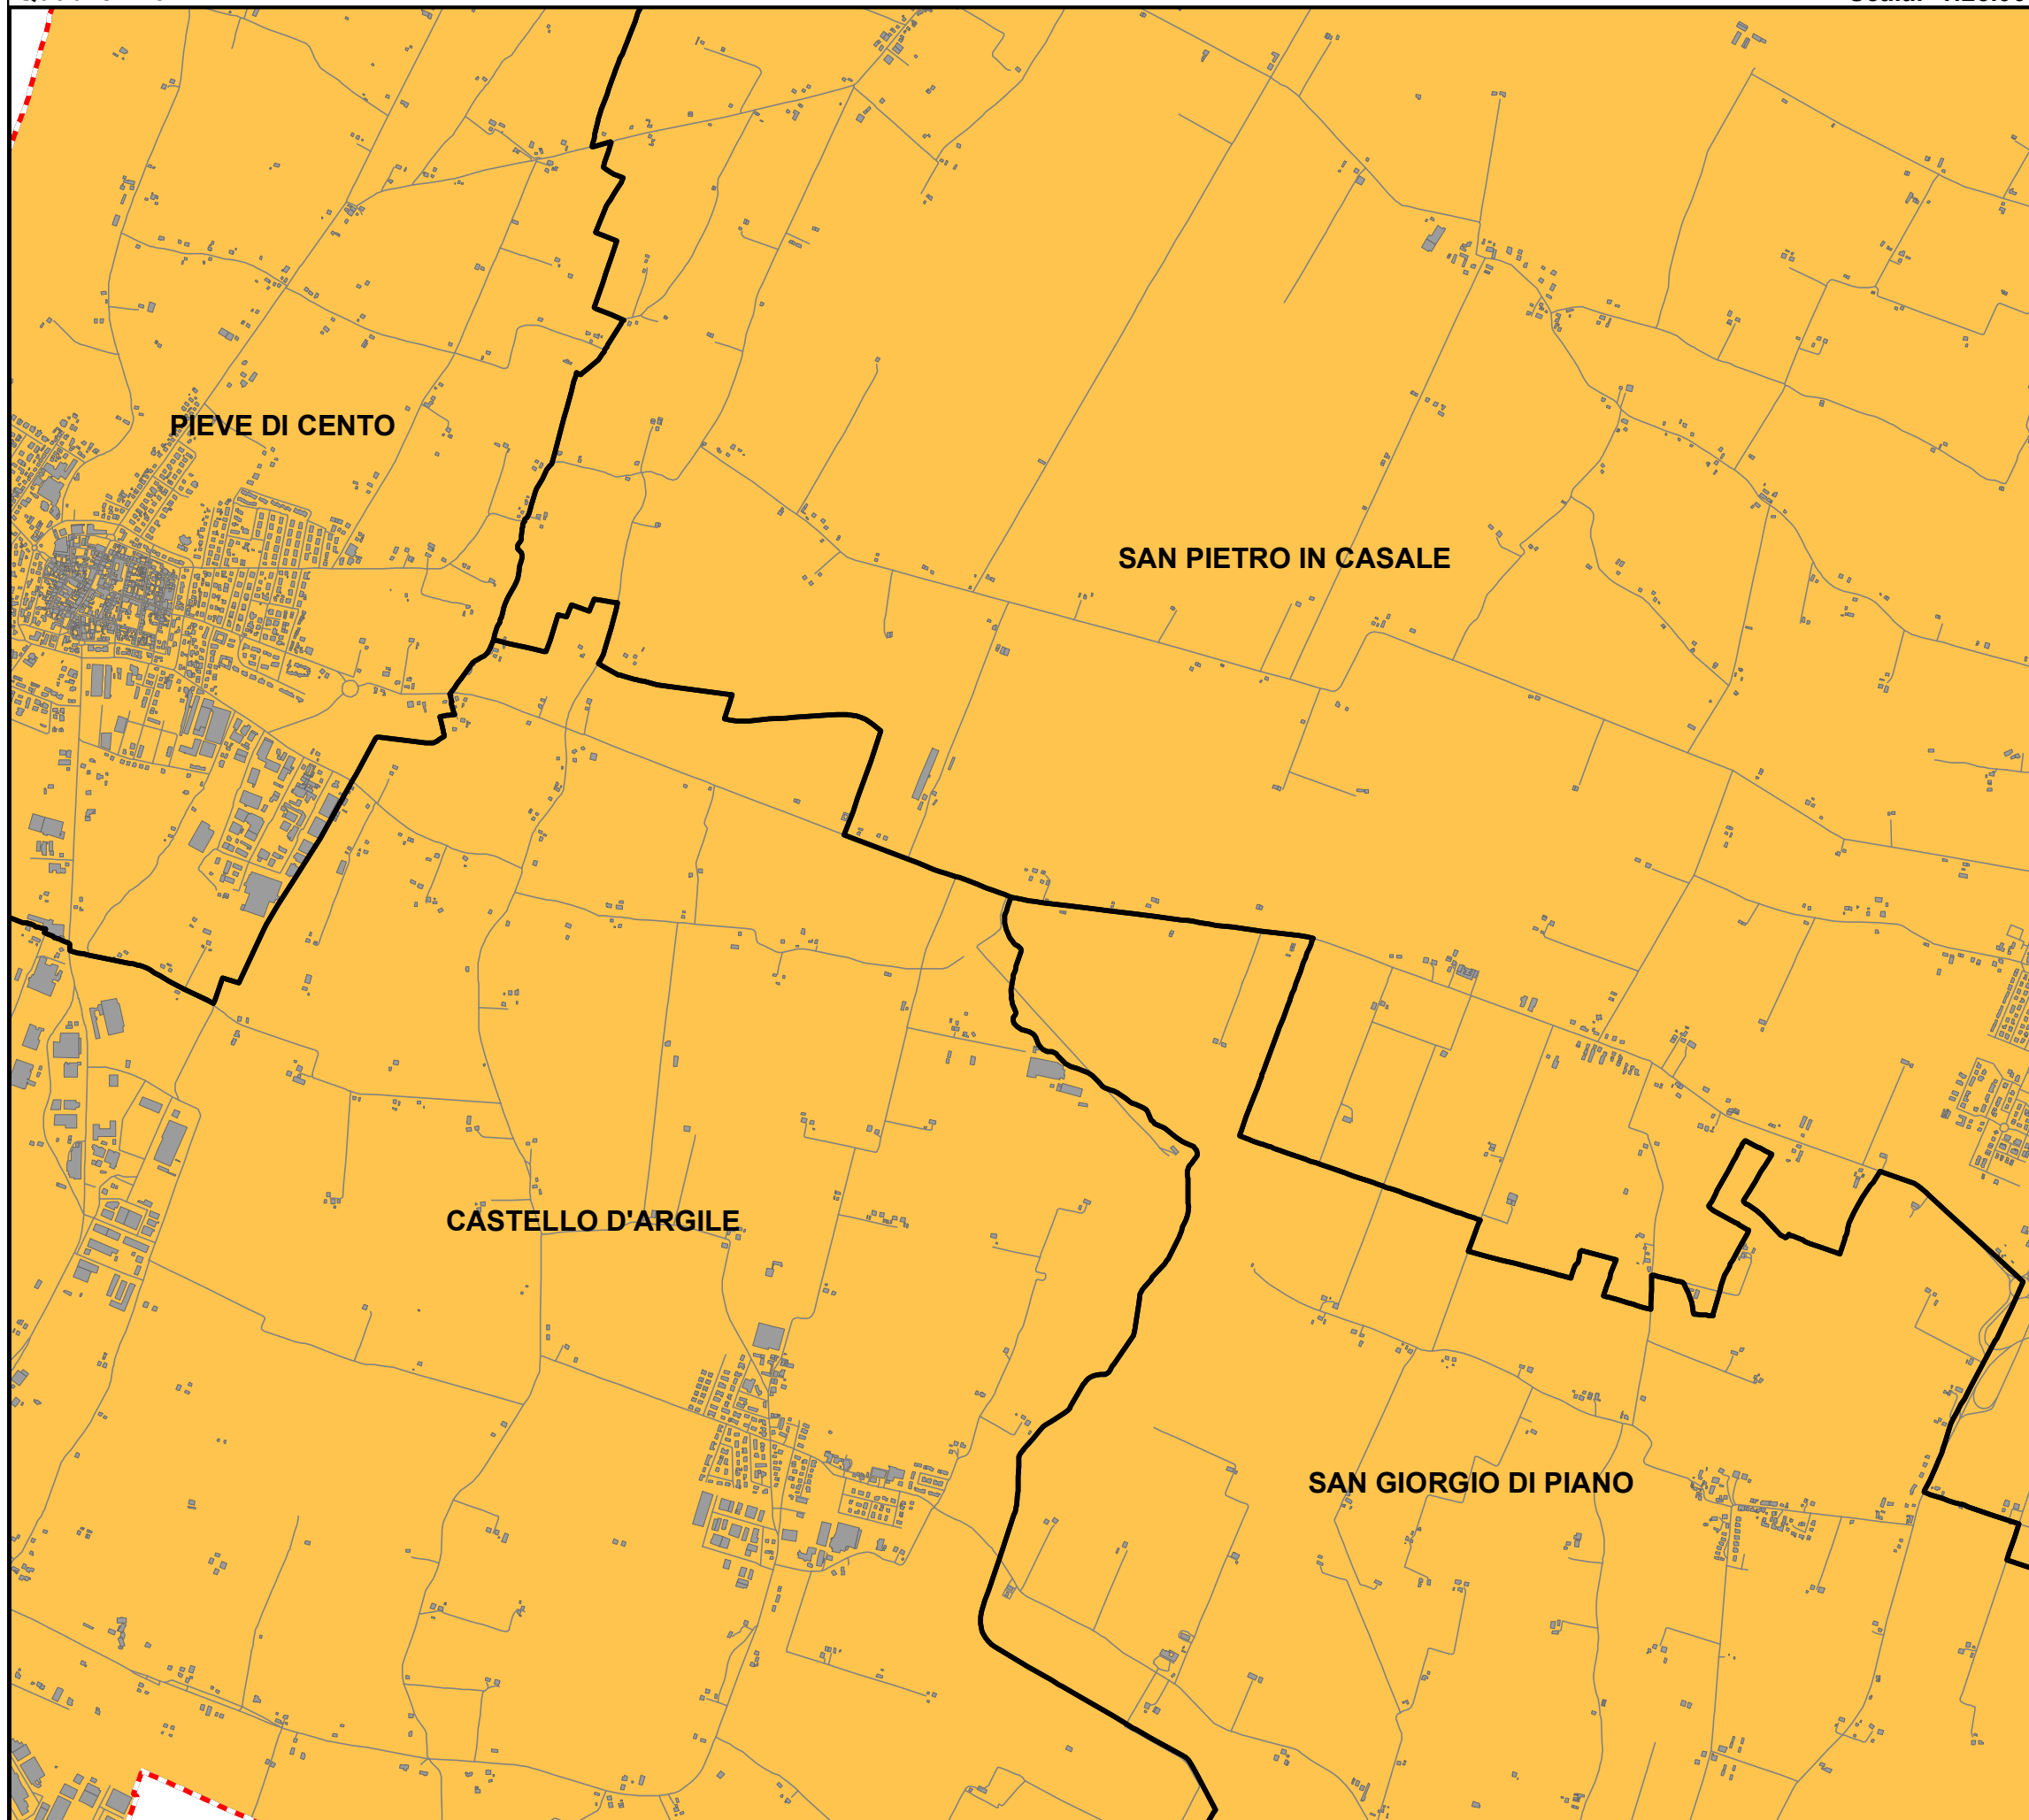 PIEVE DI CENTO
SAN PIETRO IN CASALE
CASTELLO D'ARGILE
SAN GIORGIO DI PIANO